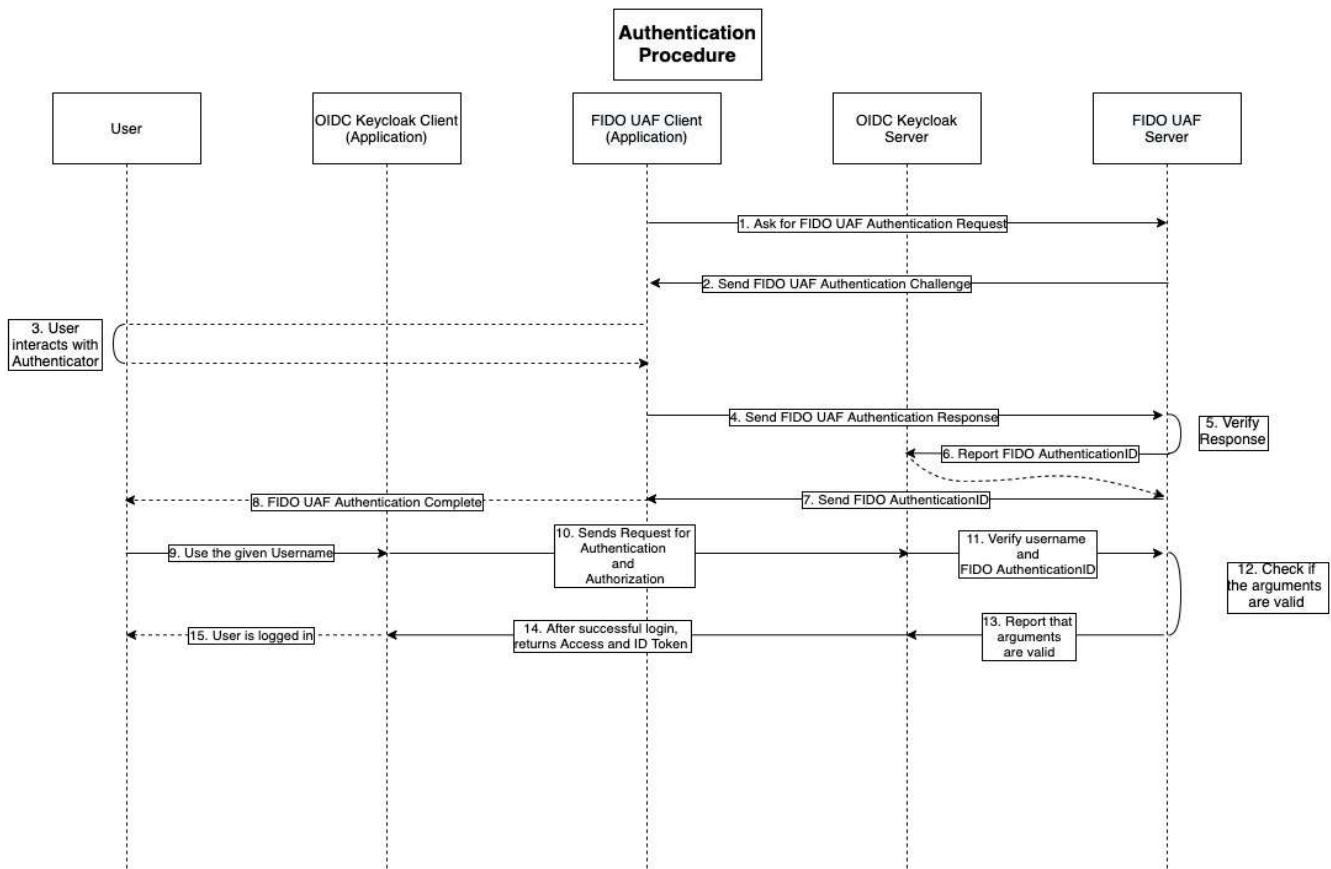 Authentication
Procedure
User
OIDC Keycloak Client
(Application)
FIDO UAF Client
(Application)
OIDC Keycloak
Server
FIDO UAF
Server
1. Ask for FIDO UAF Authentication Request
2. Send FIDO UAF Authentication Challenge
3. User
interacts with
Authenticator
4. Send FIDO UAF Authentication Response
5. Verify
Response
6. Report FIDO AuthenticationID
7. Send FIDO AuthenticationID
8. FIDO UAF Authentication Complete
9. Use the given Username
10. Sends Request for
Authentication
and
Authorization
11. Verify username
and
FIDO AuthenticationID
12. Check if
the arguments
are valid
13. Report that
arguments
are valid
14. After successful login,
returns Access and ID Token
15. User is logged in